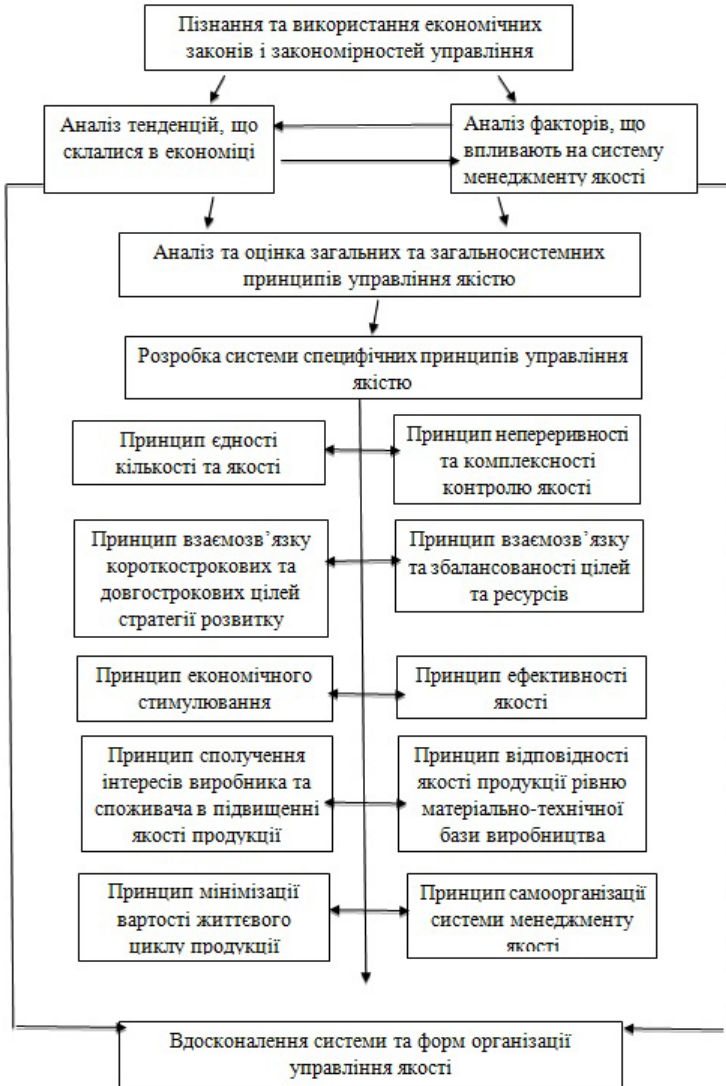 Пізнання та використання економічних
законів і закономірностей управління
Аналіз тенденцій, що
склалися в економіці
Аналіз факторів, що
впливають на систему
менеджменту якості
Аналіз та оцінка загальних та загальносистемних
принципів управління якістю
Розробка системи специфічних принципів управління
якістю
Принцип єдності
кількості та якості
Принцип непереривності
та комплексності
контролю якості
Принцип взаємозв’язку
короткострокових та
довгострокових цілей
стратегії розвитку
Принцип взаємозв’язку
та збалансованості цілей
та ресурсів
Принцип економічного
стимулювання
Принцип ефективності
якості
Принцип сполучення
інтересів виробника та
споживача в підвищенні
якості продукції
Принцип відповідності
якості продукції рівню
матеріально-технічної
бази виробництва
Принцип мінімізації
вартості життєвого
циклу продукції
Принцип самоорганізації
системи менеджменту
якості
Вдосконалення системи та форм організації
управління якості